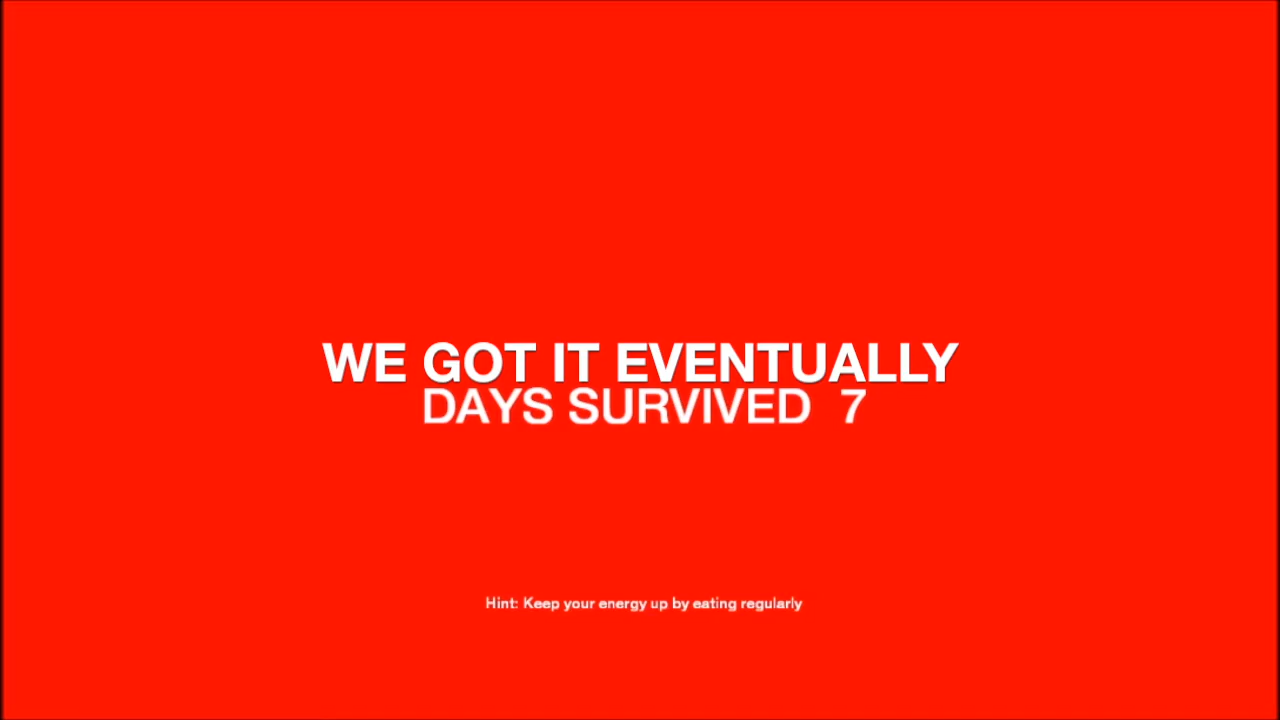 WE GOT IT EVENTUALLY
DAYS SURVIVED 7
Hint: Keep your energy up by eating regularly